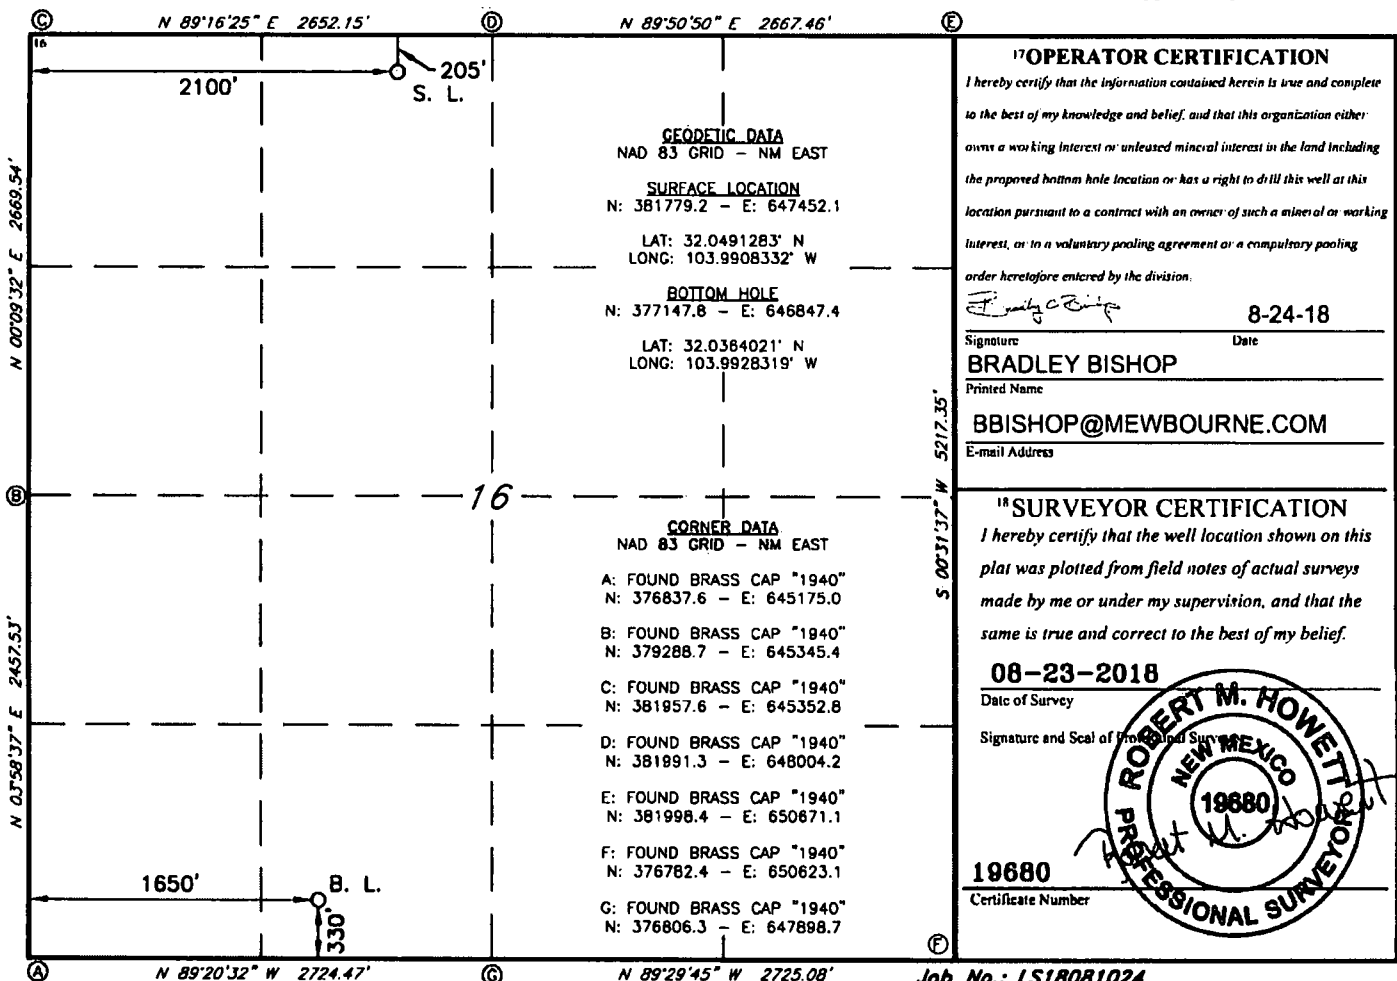 C
N 89°16'25" E 2652.15'
D
N 89°50'50" E 2667.46'
E
16
2100'
205'
S. L.
N 00°09'32" E 2669.54'
GEODETIC DATA
NAD 83 GRID – NM EAST
SURFACE LOCATION
N: 381779.2 – E: 647452.1
LAT: 32.0491283° N
LONG: 103.9908332° W
BOTTOM HOLE
N: 377147.8 – E: 646847.4
LAT: 32.0364021° N
LONG: 103.9928319° W
B
16
S 00°31'37" W 5217.35'
CORNER DATA
NAD 83 GRID – NM EAST
A: FOUND BRASS CAP "1940"
N: 376837.6 – E: 645175.0
B: FOUND BRASS CAP "1940"
N: 379288.7 – E: 645345.4
C: FOUND BRASS CAP "1940"
N: 381957.6 – E: 645352.8
D: FOUND BRASS CAP "1940"
N: 381991.3 – E: 648004.2
E: FOUND BRASS CAP "1940"
N: 381998.4 – E: 650671.1
F: FOUND BRASS CAP "1940"
N: 376782.4 – E: 650623.1
G: FOUND BRASS CAP "1940"
N: 376806.3 – E: 647898.7
N 03°58'37" E 2457.53'
1650'
B. L.
330'
F
A
N 89°20'32" W 2724.47'
G
N 89°29'45" W 2725.08'
Job No.: LS18081024
17 OPERATOR CERTIFICATION
I hereby certify that the information contained herein is true and complete
to the best of my knowledge and belief, and that this organization either
owns a working interest or unleased mineral interest in the land including
the proposed bottom hole location or has a right to drill this well at this
location pursuant to a contract with an owner of such a mineral or working
interest, or to a voluntary pooling agreement or a compulsory pooling
order heretofore entered by the division.
8-24-18
Signature Date
BRADLEY BISHOP
Printed Name
BBISHOP@MEWBOURNE.COM
E-mail Address
18 SURVEYOR CERTIFICATION
I hereby certify that the well location shown on this
plat was plotted from field notes of actual surveys
made by me or under my supervision, and that the
same is true and correct to the best of my belief.
08-23-2018
Date of Survey
Signature and Seal of Professional Surveyor
ROBERT M. HOWETT
NEW MEXICO
19680
PROFESSIONAL SURVEYOR
Robert M. Howett
19680
Certificate Number